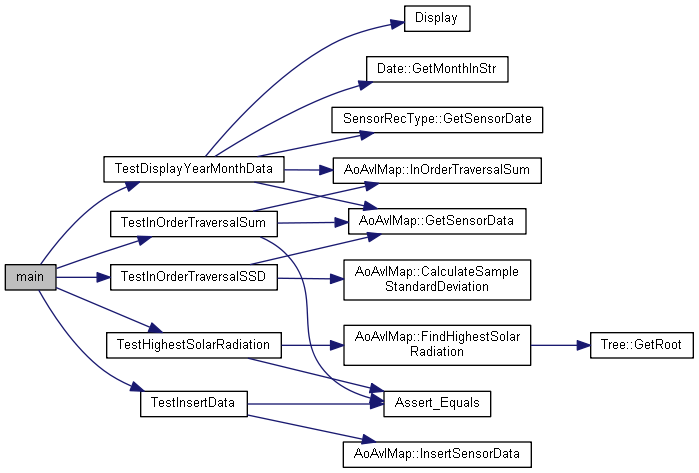 main
TestDisplayYearMonthData
TestInOrderTraversalSum
TestInOrderTraversalSSD
TestHighestSolarRadiation
TestInsertData
Display
Date::GetMonthInStr
SensorRecType::GetSensorDate
AoAvlMap::InOrderTraversalSum
AoAvlMap::GetSensorData
AoAvlMap::CalculateSample
StandardDeviation
AoAvlMap::FindHighestSolar
Radiation
Assert_Equals
AoAvlMap::InsertSensorData
Tree::GetRoot